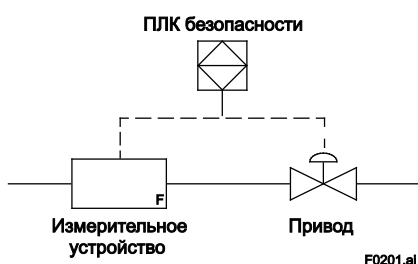 ПЛК безопасности
F
Измерительное
устройство
Привод
F0201.ai